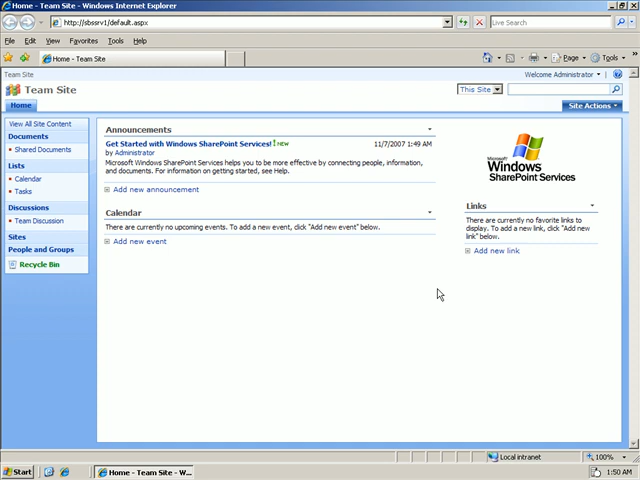 Home - Team Site - Windows Internet Explorer
http://sbssrv1/default.aspx
Live Search
File Edit View Favorites Tools Help
Home - Team Site
Page Tools
Team Site
Welcome Administrator
Team Site
This Site
Home
Site Actions
View All Site Content
Documents
Shared Documents
Lists
Calendar
Tasks
Discussions
Team Discussion
Sites
People and Groups
Recycle Bin
Announcements
Get Started with Windows SharePoint Services! NEW
11/7/2007 1:49 AM
by Administrator
Microsoft Windows SharePoint Services helps you to be more effective by connecting people, information,
and documents. For information on getting started, see Help.
Add new announcement
Calendar
There are currently no upcoming events. To add a new event, click "Add new event" below.
Add new event
Microsoft
Windows
SharePoint Services
Links
There are currently no favorite links to
display. To add a new link, click "Add new
link" below.
Add new link
Local intranet
100%
Start
Home - Team Site - W...
1:50 AM